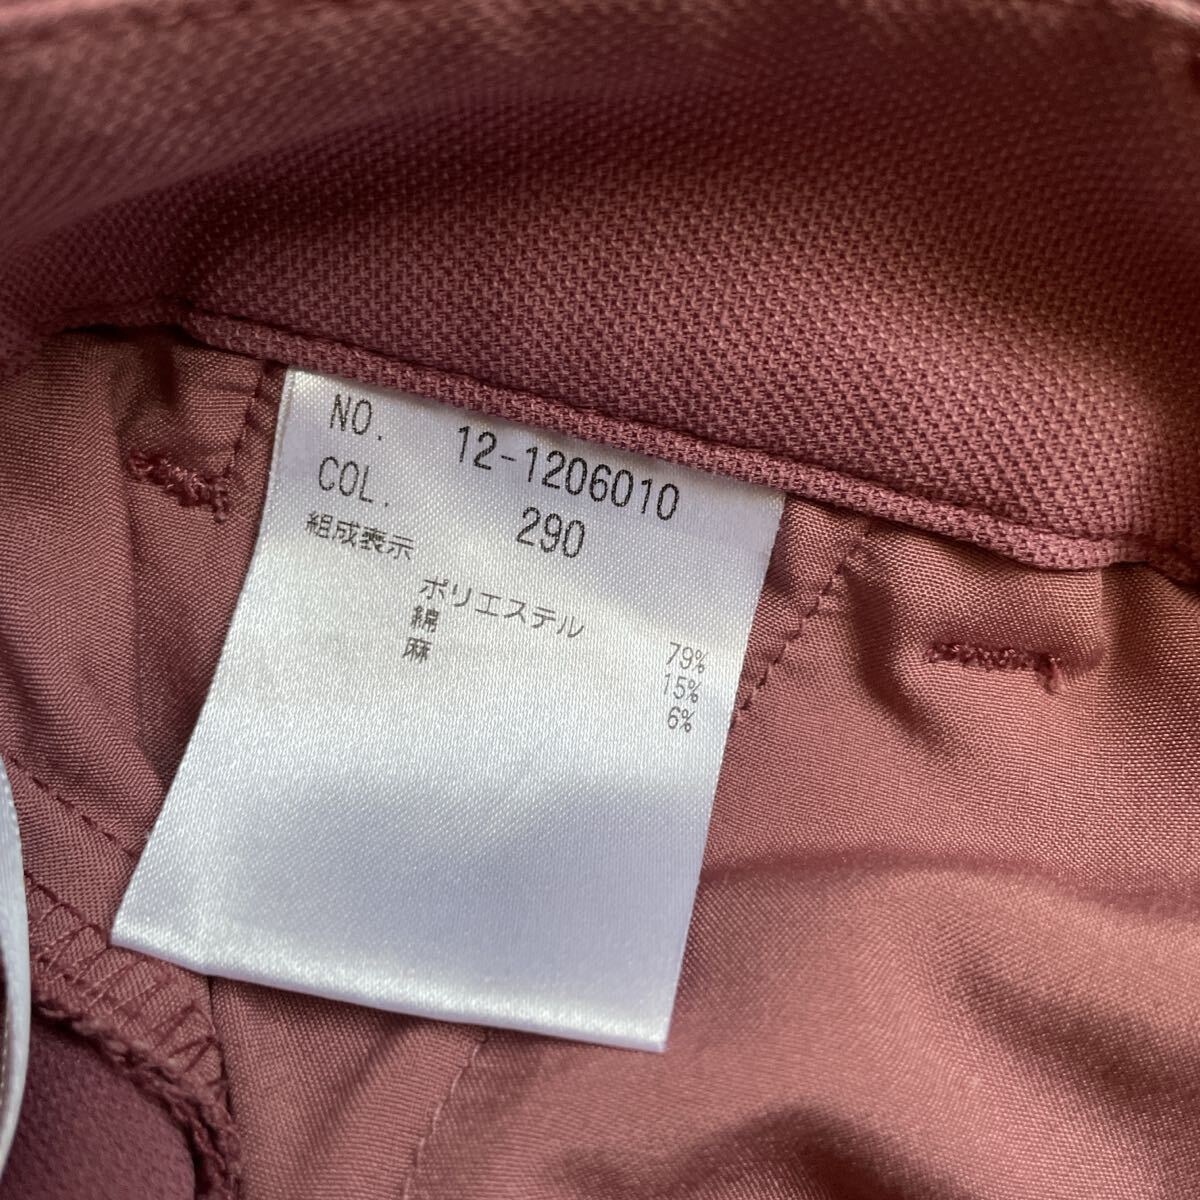 NO. 12-1206010
COL. 290
組成表示
ポリエステル 79%
綿 15%
麻 6%